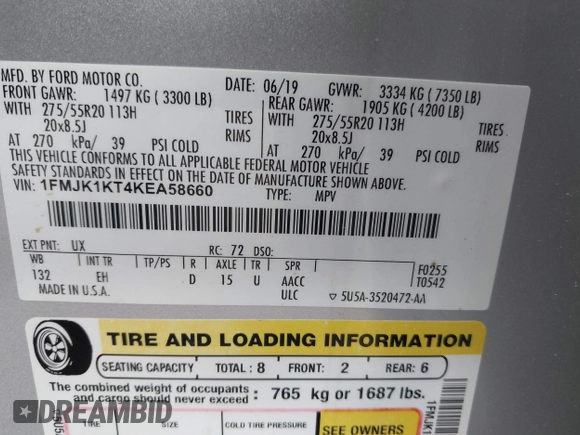 MFD. BY FORD MOTOR CO.
DATE: 06/19 GVWR: 3334 KG (7350 LB)
FRONT GAWR: 1497 KG (3300 LB) REAR GAWR: 1905 KG (4200 LB)
WITH 275/55R20 113H TIRES WITH 275/55R20 113H TIRES
20x8.5J RIMS 20x8.5J RIMS
AT 270 kPa/ 39 PSI COLD AT 270 kPa/ 39 PSI COLD
THIS VEHICLE CONFORMS TO ALL APPLICABLE FEDERAL MOTOR VEHICLE
SAFETY STANDARDS IN EFFECT ON THE DATE OF MANUFACTURE SHOWN ABOVE.
VIN: 1FMJK1KT4KEA58660 TYPE: MPV
EXT PNT: UX RC: 72 DSO:
WB INT TR TP/PS R AXLE TR SPR F0255
132 EH D 15 U AACC T0542
ULC
MADE IN U.S.A. ▽ 5U5A-3520472-AA
TIRE AND LOADING INFORMATION
SEATING CAPACITY TOTAL: 8 FRONT: 2 REAR: 6
The combined weight of occupants
and cargo should never exceed : 765 kg or 1687 lbs.
SIZE COLD TIRE PRESSURE SEE OWNERS
1FMJK1
DREAMBID